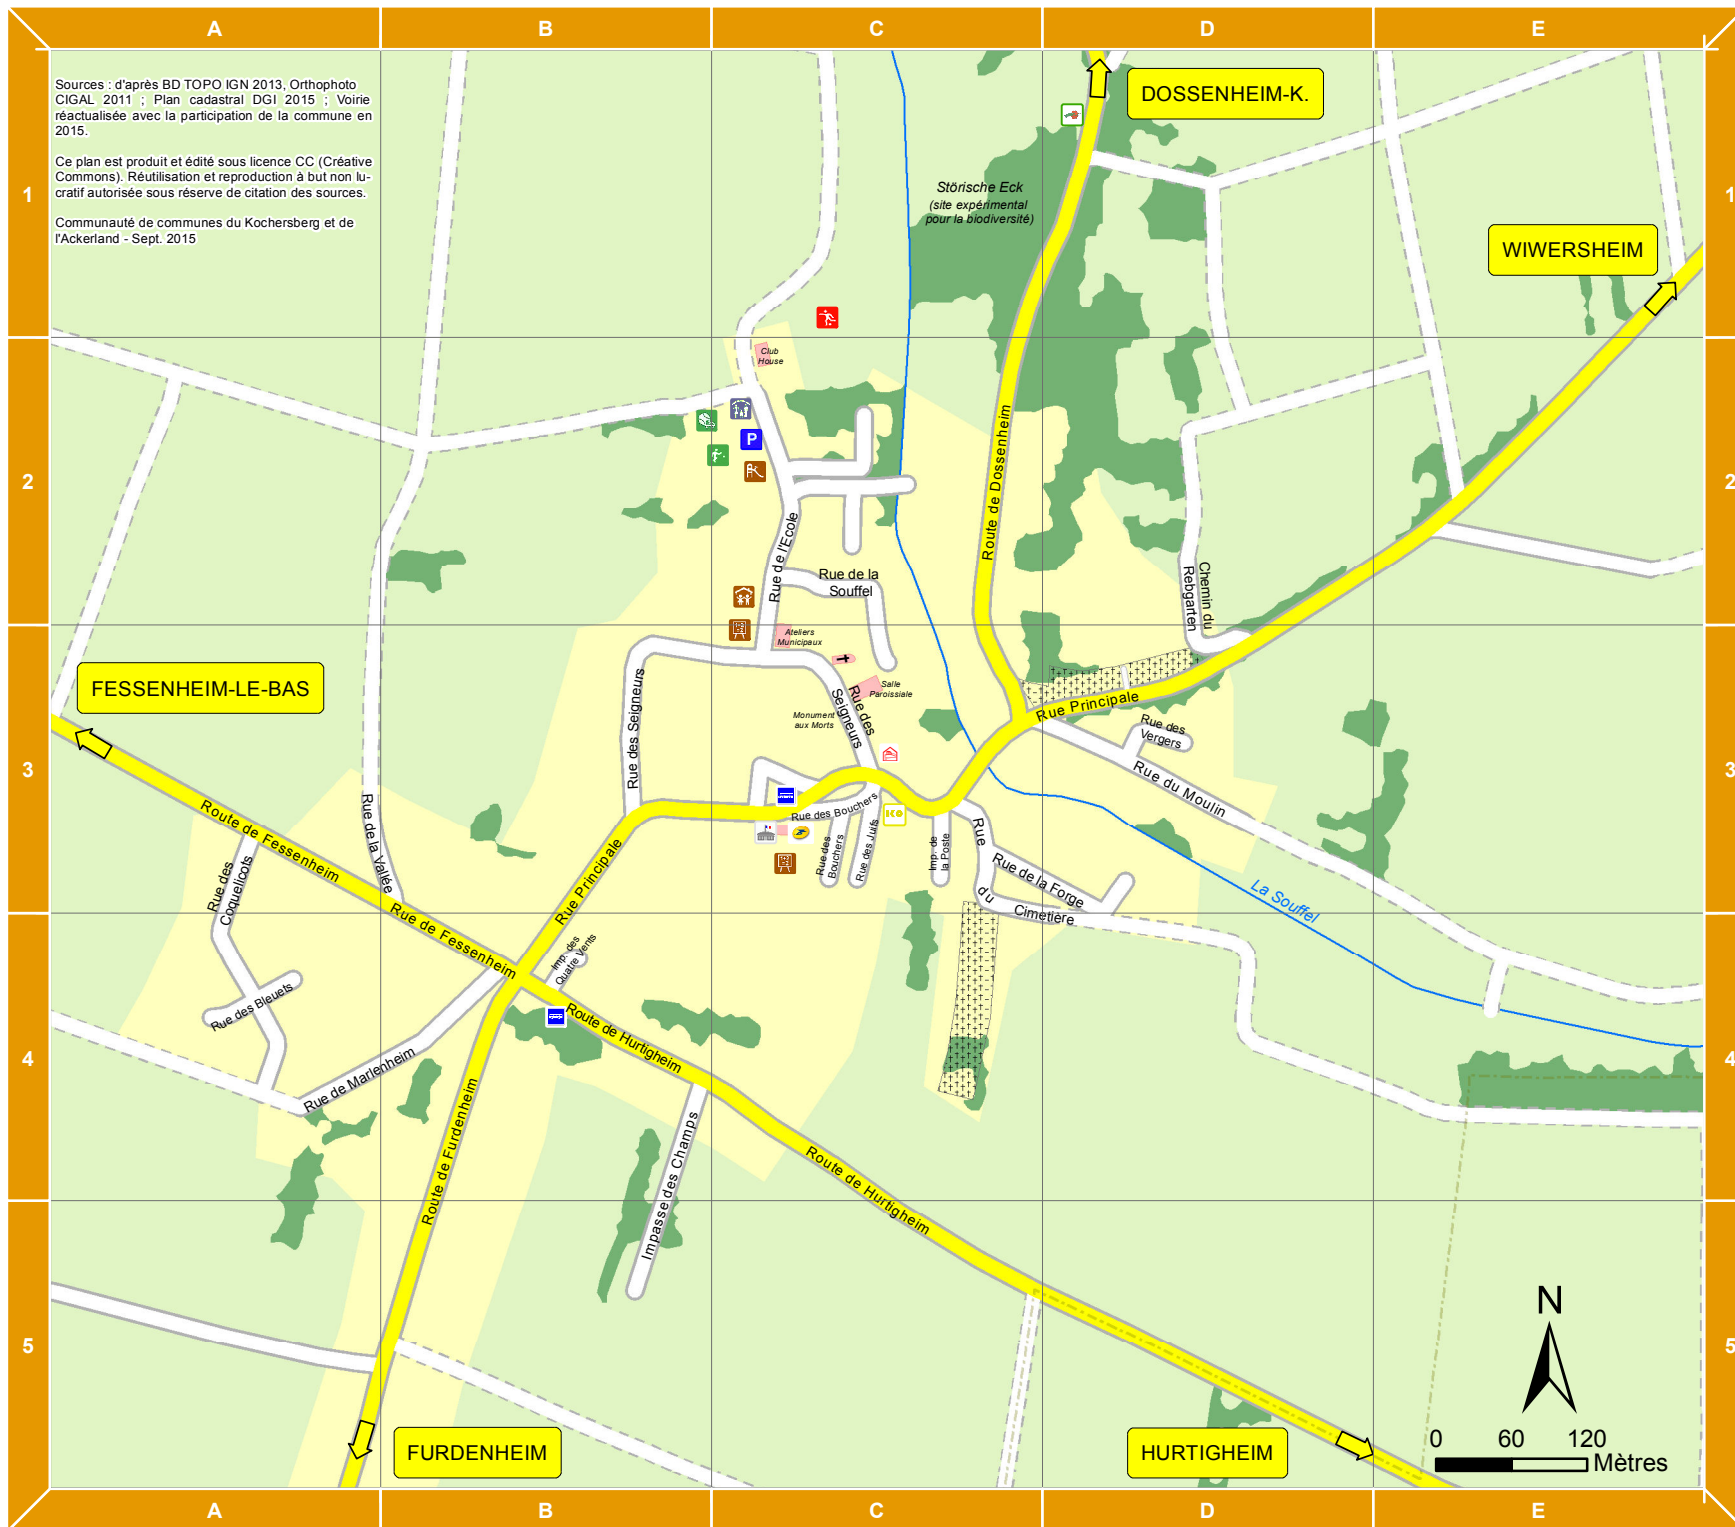 A B C D E
Sources : d'après BD TOPO IGN 2013, Orthophoto
CIGAL 2011 ; Plan cadastral DGI 2015 ; Voirie
réactualisée avec la participation de la commune en
2015.
Ce plan est produit et édité sous licence CC (Créative
Commons). Réutilisation et reproduction à but non lu-
cratif autorisée sous réserve de citation des sources.
Communauté de communes du Kochersberg et de
l'Ackerland - Sept. 2015
DOSSENHEIM-K.
1
1
Störische Eck
(site expérimental
pour la biodiversité)
WIWERSHEIM
Club
House
P
2
2
Route de Dossenheim
Rue de l'Ecole
Rue de la
Souffel
Chemin du
Rebgarten
Ateliers
Municipaux
FESSENHEIM-LE-BAS
Salle
Paroissiale
Rue des
Seigneurs
Rue des Seigneurs
Monument
aux Morts
Rue Principale
Rue des
Vergers
3
3
Rue du Moulin
Route de Fessenheim
Rue de la Vallée
Rue des Bouchers
Rue des
Bouchers
Rue des Juifs
Imp. de
la Poste
Rue
du
Cimetière
Rue de la Forge
Rue des
Coquelicots
Rue Principale
La Souffel
Rue de Fessenheim
Imp. des
Quatre Vents
Rue des Bleuets
Route de Hurtigheim
4
4
Rue de Marlenheim
Route de Furdenheim
Impasse des Champs
Route de Hurtigheim
N
5
5
FURDENHEIM
HURTIGHEIM
0 60 120
Mètres
A B C D E